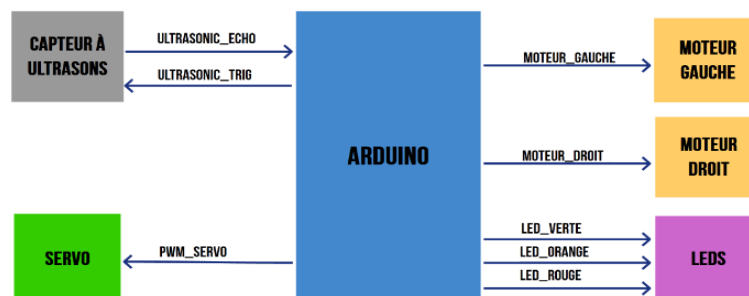 CAPTEUR À
ULTRASONS
ULTRASONIC_ECHO
ULTRASONIC_TRIG
ARDUINO
MOTEUR_GAUCHE
MOTEUR
GAUCHE
MOTEUR_DROIT
MOTEUR
DROIT
SERVO
PWM_SERVO
LED_VERTE
LED_ORANGE
LED_ROUGE
LEDS